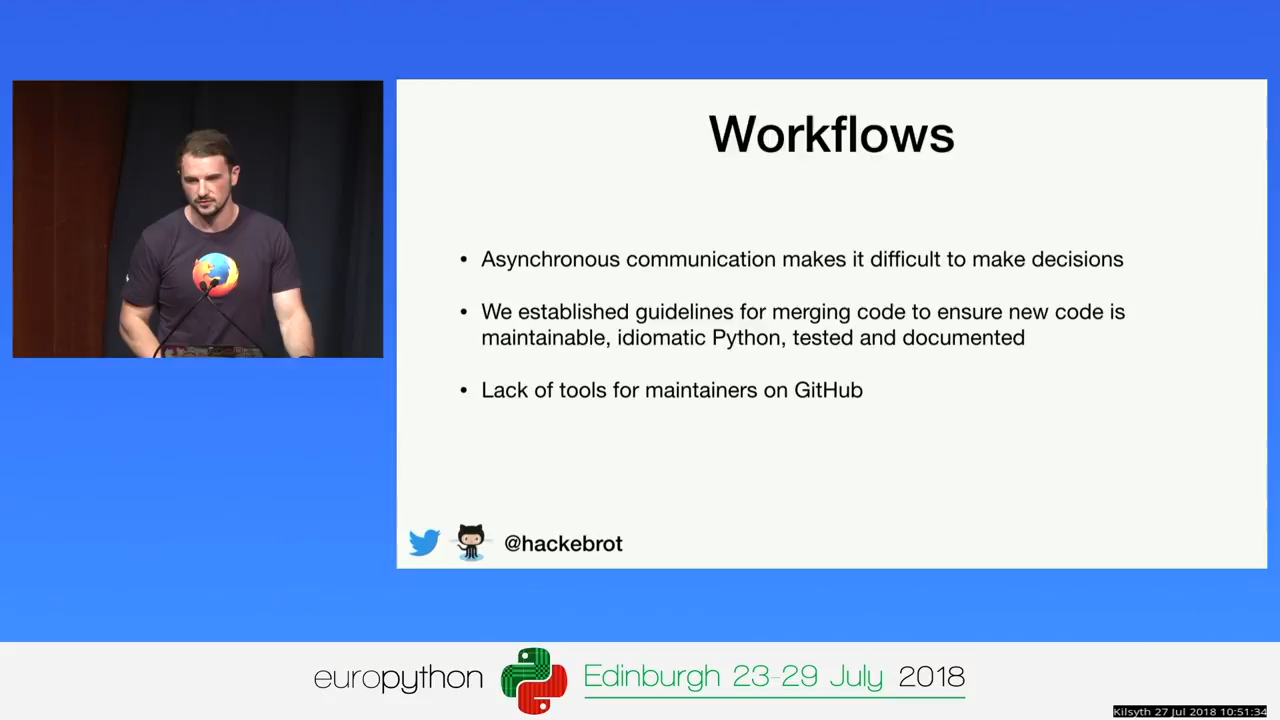 Workflows
• Asynchronous communication makes it difficult to make decisions
• We established guidelines for merging code to ensure new code is
maintainable, idiomatic Python, tested and documented
• Lack of tools for maintainers on GitHub
@hackebrot
europython Edinburgh 23-29 July 2018
Kilsyth 27 Jul 2018 10:51:34